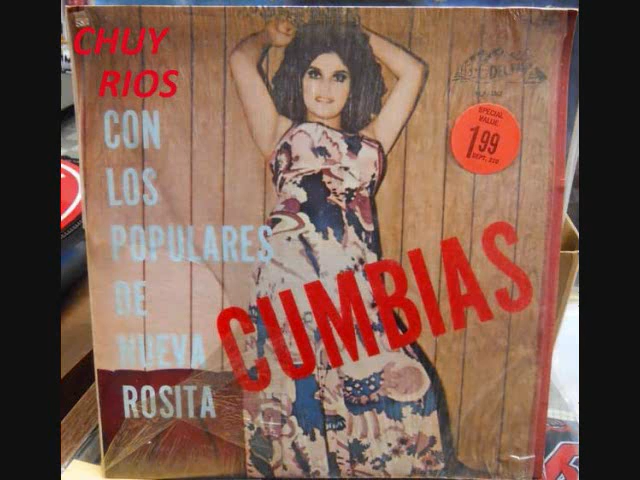 CHUY
RIOS
CON
LOS
POPULARES
DE
NUEVA
ROSITA
CUMBIAS
SPECIAL
VALUE
1.99